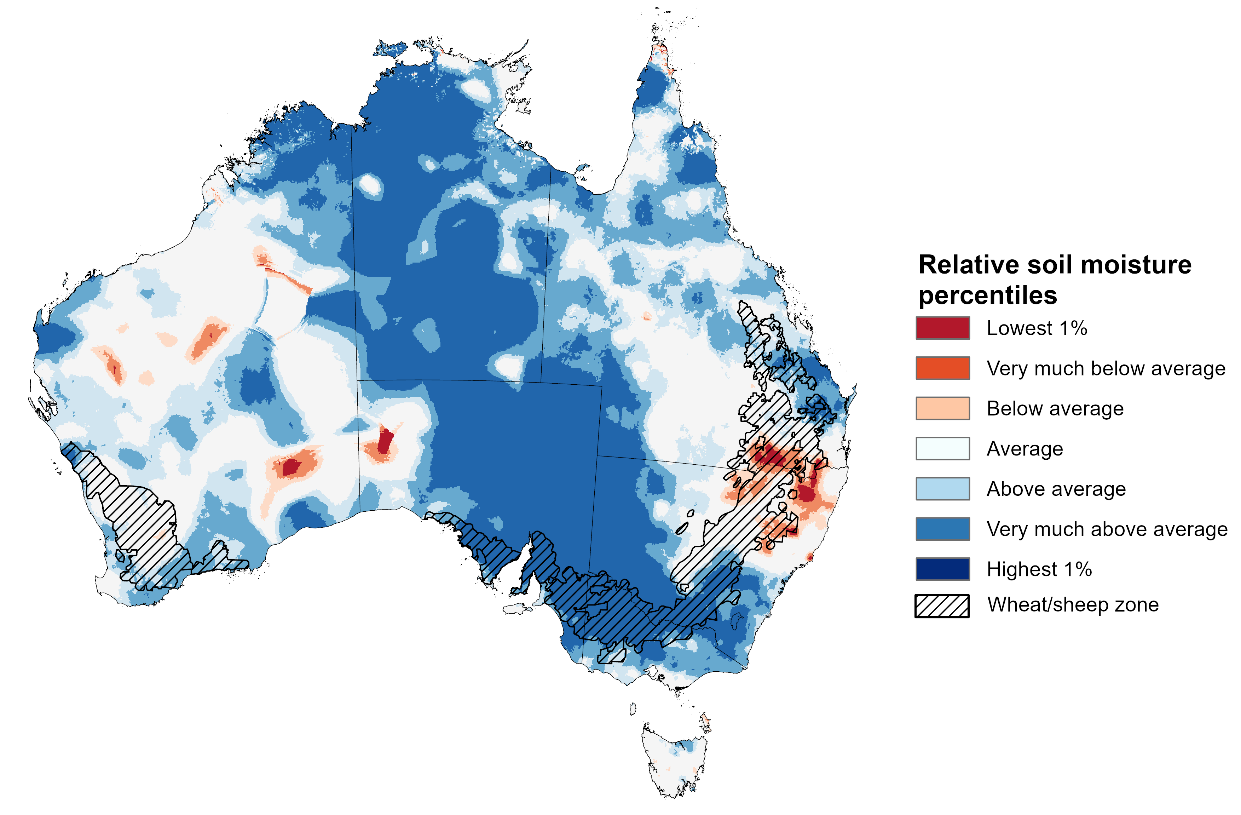 Relative soil moisture
percentiles
Lowest 1%
Very much below average
Below average
Average
Above average
Very much above average
Highest 1%
Wheat/sheep zone